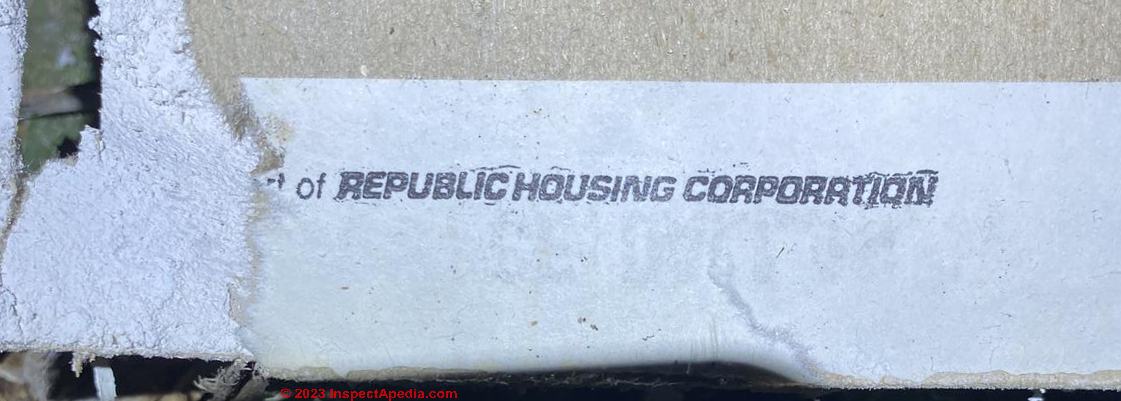 of REPUBLIC HOUSING CORPORATION
© 2023 InspectApedia.com